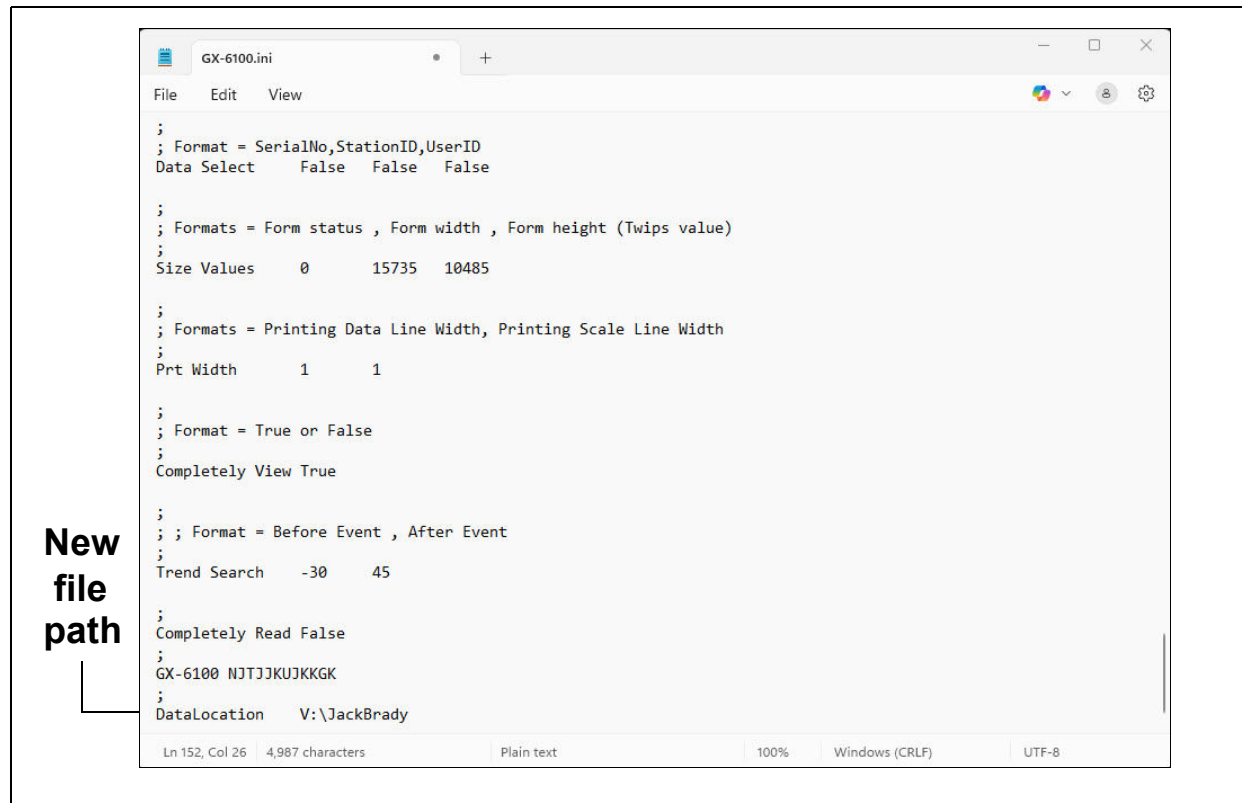 GX-6100.ini
File Edit View
;
; Format = SerialNo,StationID,UserID
Data Select False False False
;
; Formats = Form status , Form width , Form height (Twips value)
;
Size Values 0 15735 10485
;
; Formats = Printing Data Line Width, Printing Scale Line Width
;
Prt Width 1 1
;
; Format = True or False
;
Completely View True
;
; ; Format = Before Event , After Event
;
Trend Search -30 45
;
Completely Read False
;
GX-6100 NJTJJKUJKKGK
;
DataLocation V:\JackBrady
New
file
path
Ln 152, Col 26 4,987 characters Plain text 100% Windows (CRLF) UTF-8